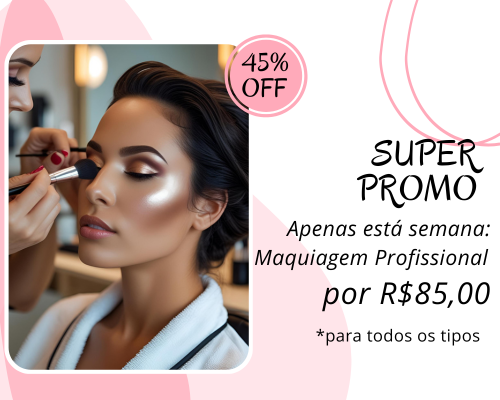 45%
OFF
SUPER
PROMO
Apenas está semana:
Maquiagem Profissional
por R$85,00
*para todos os tipos